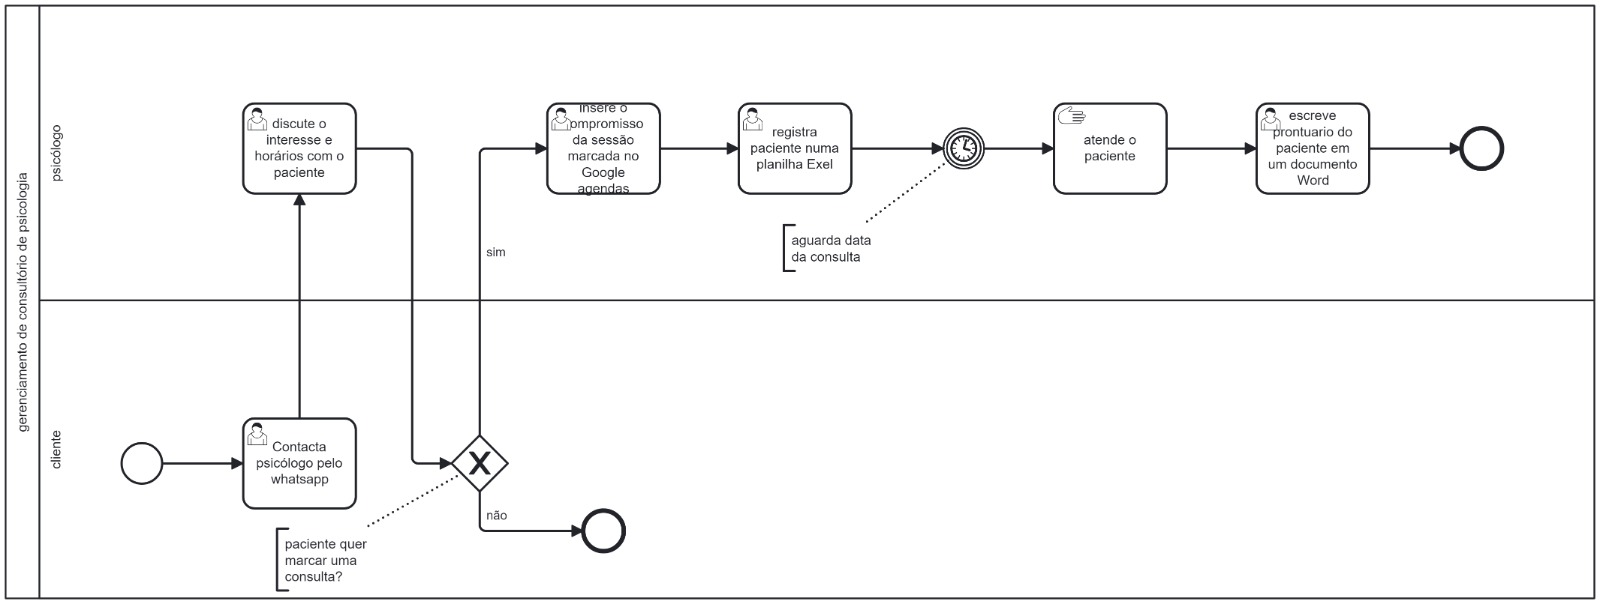 gerenciamento de consultório de psicologia
psicólogo
discute o
interesse e
horários com o
paciente
insere o
ompromisso
da sessão
marcada no
Google
agendas
registra
paciente numa
planilha Exel
aguarda data
da consulta
atende o
paciente
escreve
prontuario do
paciente em
um documento
Word
sim
cliente
Contacta
psicólogo pelo
whatsapp
X
não
paciente quer
marcar uma
consulta?